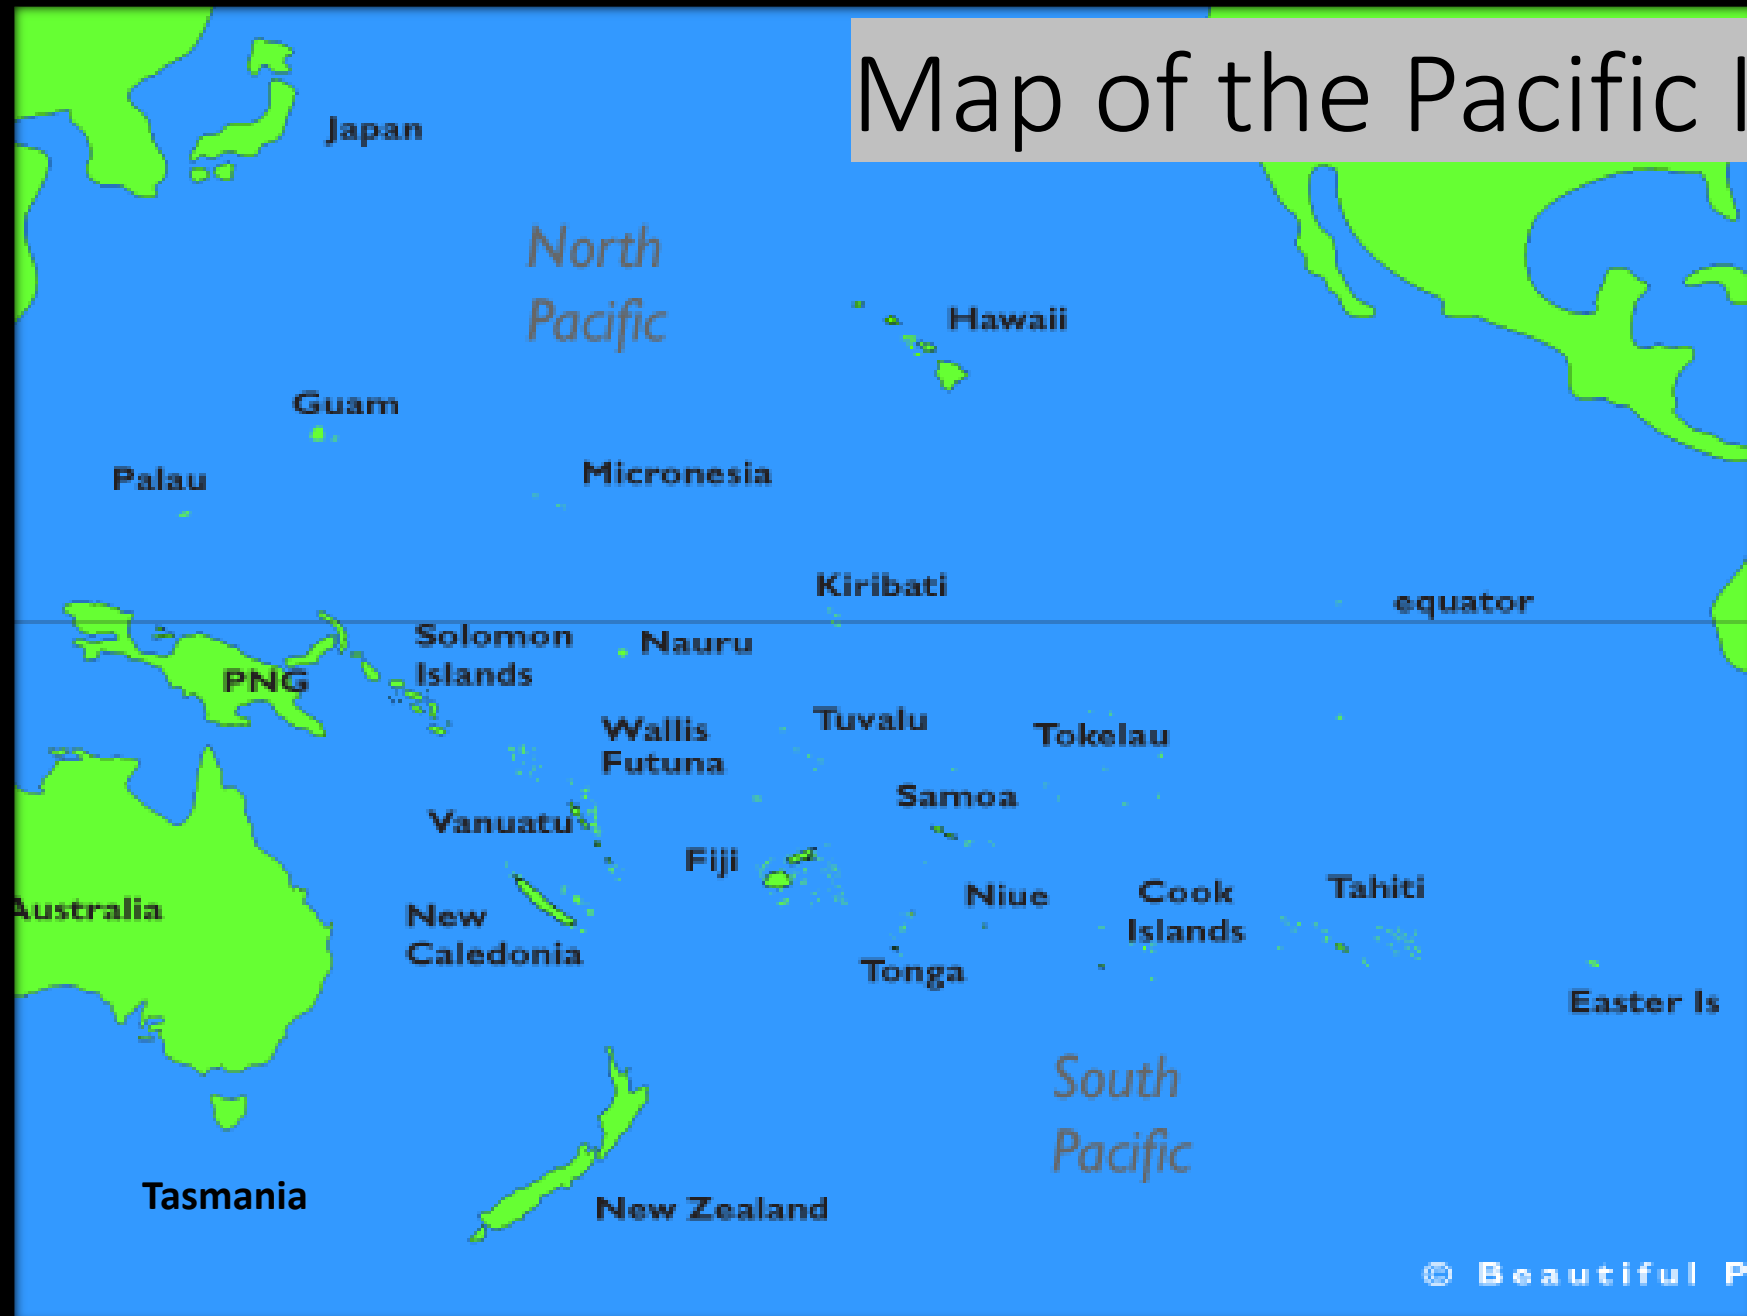 Map of the Pacific I
Japan
North
Pacific
Hawaii
Guam
Palau
Micronesia
Kiribati
equator
Solomon
Islands
Nauru
PNG
Wallis
Futuna
Tuvalu
Tokelau
Samoa
Vanuatu
Fiji
Niue
Cook
Islands
Tahiti
Australia
New
Caledonia
Tonga
Easter Is
South
Pacific
Tasmania
New Zealand
© Beautiful P